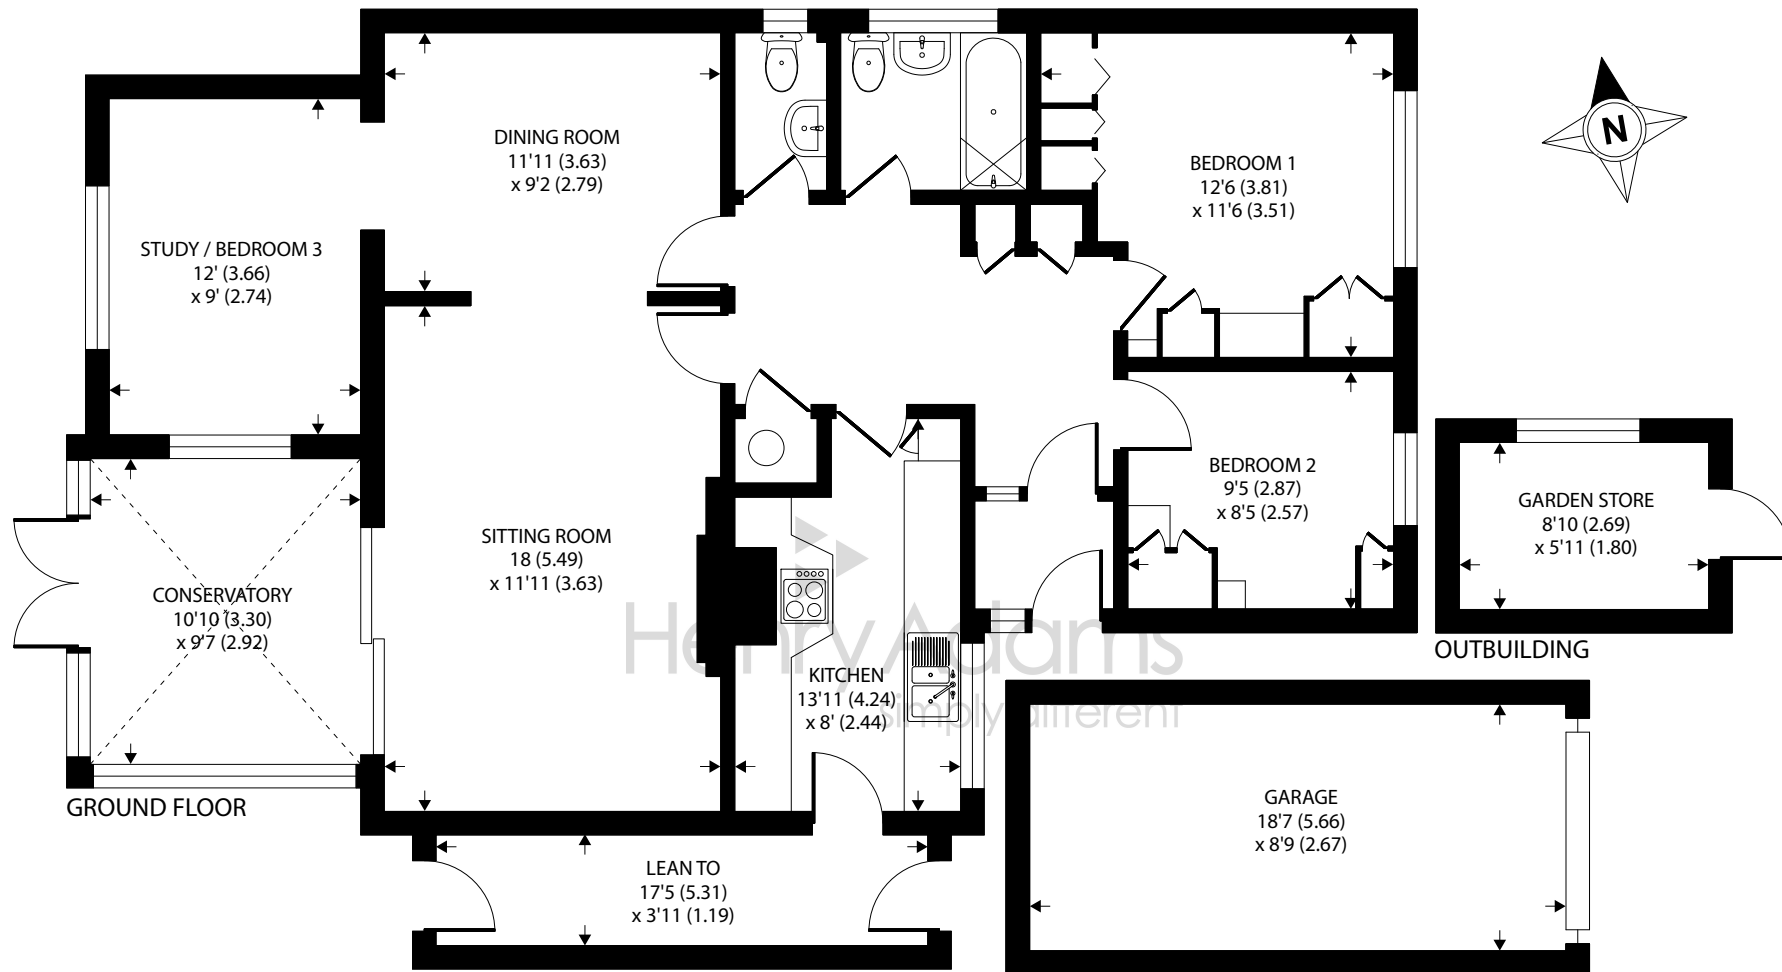 DINING ROOM
11'11 (3.63)
x 9'2 (2.79)
BEDROOM 1
12'6 (3.81)
x 11'6 (3.51)
N
STUDY / BEDROOM 3
12' (3.66)
x 9' (2.74)
BEDROOM 2
9'5 (2.87)
x 8'5 (2.57)
GARDEN STORE
8'10 (2.69)
x 5'11 (1.80)
SITTING ROOM
18 (5.49)
x 11'11 (3.63)
CONSERVATORY
10'10 (3.30)
x 9'7 (2.92)
Henry Adams
simply different
OUTBUILDING
KITCHEN
13'11 (4.24)
x 8' (2.44)
GROUND FLOOR
GARAGE
18'7 (5.66)
x 8'9 (2.67)
LEAN TO
17'5 (5.31)
x 3'11 (1.19)